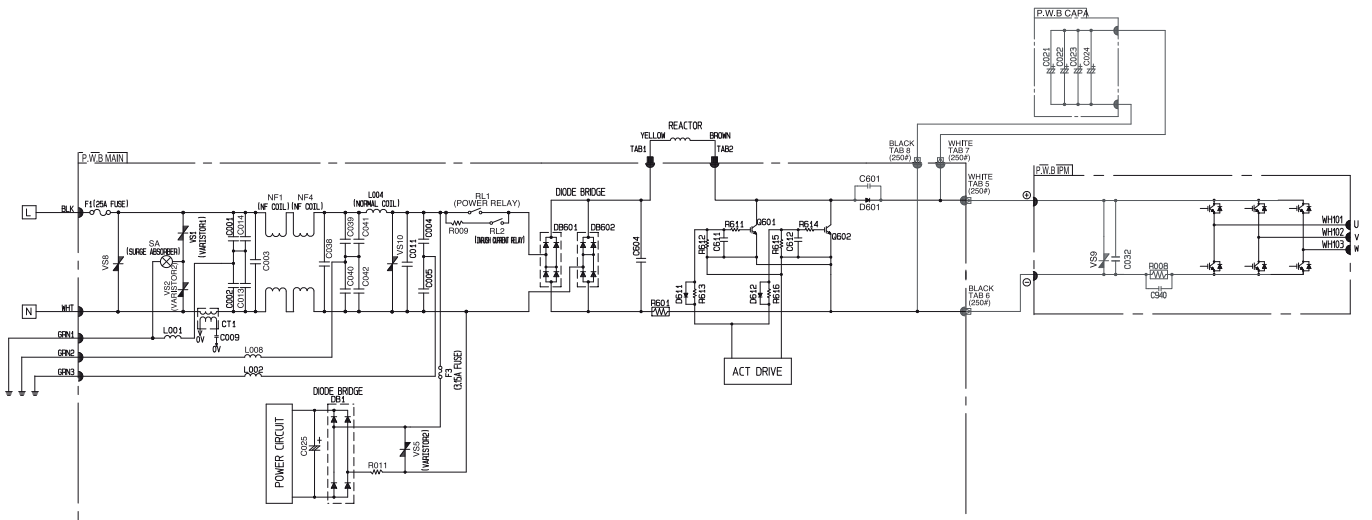 P.W.B CAPA
C021
C022
C023
C024
REACTOR
YELLOW
BROWN
TAB1
TAB2
BLACK
TAB 8
(250#)
WHITE
TAB 7
(250#)
P.W.B MAIN
P.W.B IPM
L
BLK
F1(25A FUSE)
SA
(SURGE ABSORBER)
VS8
VS1
(VARISTOR1)
VS2
(VARISTOR2)
C001
C014
C002
C013
C003
NF1
(NF COIL)
NF4
(NF COIL)
C038
C039
C041
C040
C042
L004
(NORMAL COIL)
VS10
C011
C004
C005
RL1
(POWER RELAY)
R009
RL2
(INRUSH CURRENT RELAY)
DIODE BRIDGE
DB601
DB602
C604
R601
R611
Q601
R612
C611
R615
C612
R614
Q602
D611
R613
D612
R616
C601
D601
WHITE
TAB 5
(250#)
BLACK
TAB 6
(250#)
+
−
VS9
C032
R008
C940
WH101
U
WH102
V
WH103
W
N
WHT
CT1
0V
C009
0V
GRN1
L001
GRN2
L008
GRN3
L002
F3
(3.15A FUSE)
ACT DRIVE
DIODE BRIDGE
DB1
POWER CIRCUIT
C025
+
R011
VS5
(VARISTOR2)